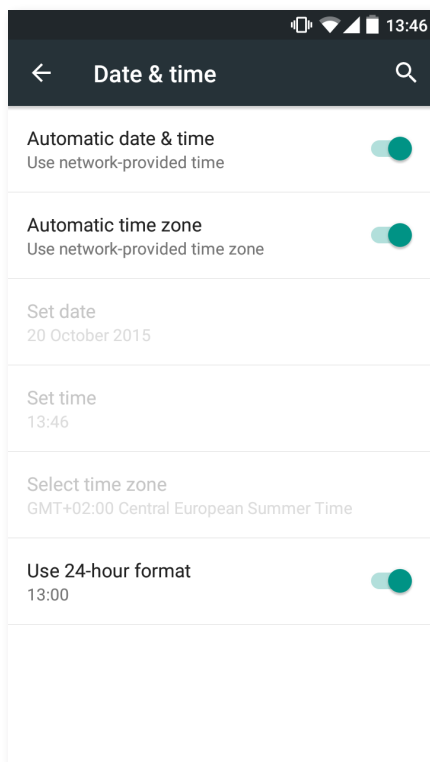 13:46
Date & time
Automatic date & time
Use network-provided time
Automatic time zone
Use network-provided time zone
Set date
20 October 2015
Set time
13:46
Select time zone
GMT+02:00 Central European Summer Time
Use 24-hour format
13:00